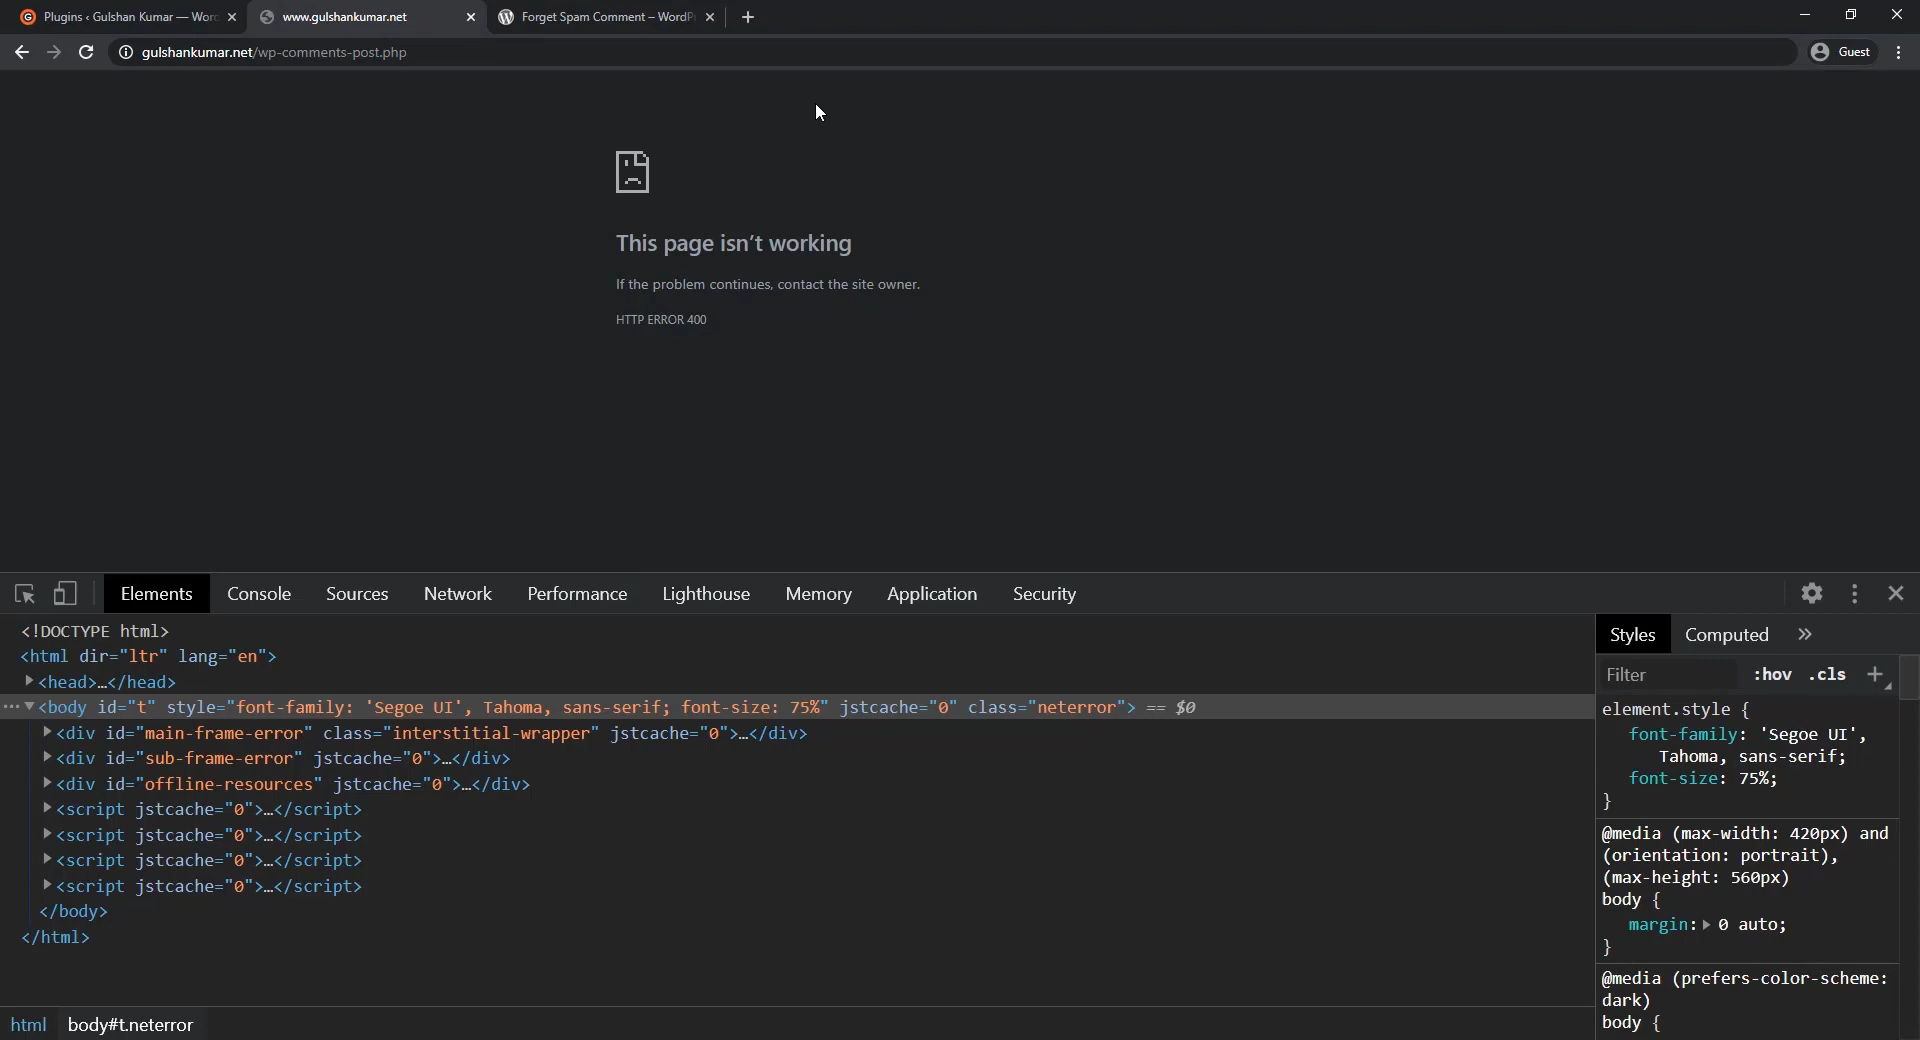 Plugins ‹ Gulshan Kumar — Word
www.gulshankumar.net
Forget Spam Comment – WordP
gulshankumar.net/wp-comments-post.php
Guest
This page isn’t working
If the problem continues, contact the site owner.
HTTP ERROR 400
Elements Console Sources Network Performance Lighthouse Memory Application Security
<!DOCTYPE html>
<html dir="ltr" lang="en">
<head>…</head>
<body id="t" style="font-family: 'Segoe UI', Tahoma, sans-serif; font-size: 75%" jstcache="0" class="neterror"> == $0
<div id="main-frame-error" class="interstitial-wrapper" jstcache="0">…</div>
<div id="sub-frame-error" jstcache="0">…</div>
<div id="offline-resources" jstcache="0">…</div>
<script jstcache="0">…</script>
<script jstcache="0">…</script>
<script jstcache="0">…</script>
<script jstcache="0">…</script>
</body>
</html>
html body#t.neterror
Styles Computed »
Filter :hov .cls +
element.style {
font-family: 'Segoe UI',
Tahoma, sans-serif;
font-size: 75%;
}
@media (max-width: 420px) and
(orientation: portrait),
(max-height: 560px)
body {
margin: 0 auto;
}
@media (prefers-color-scheme:
dark)
body {